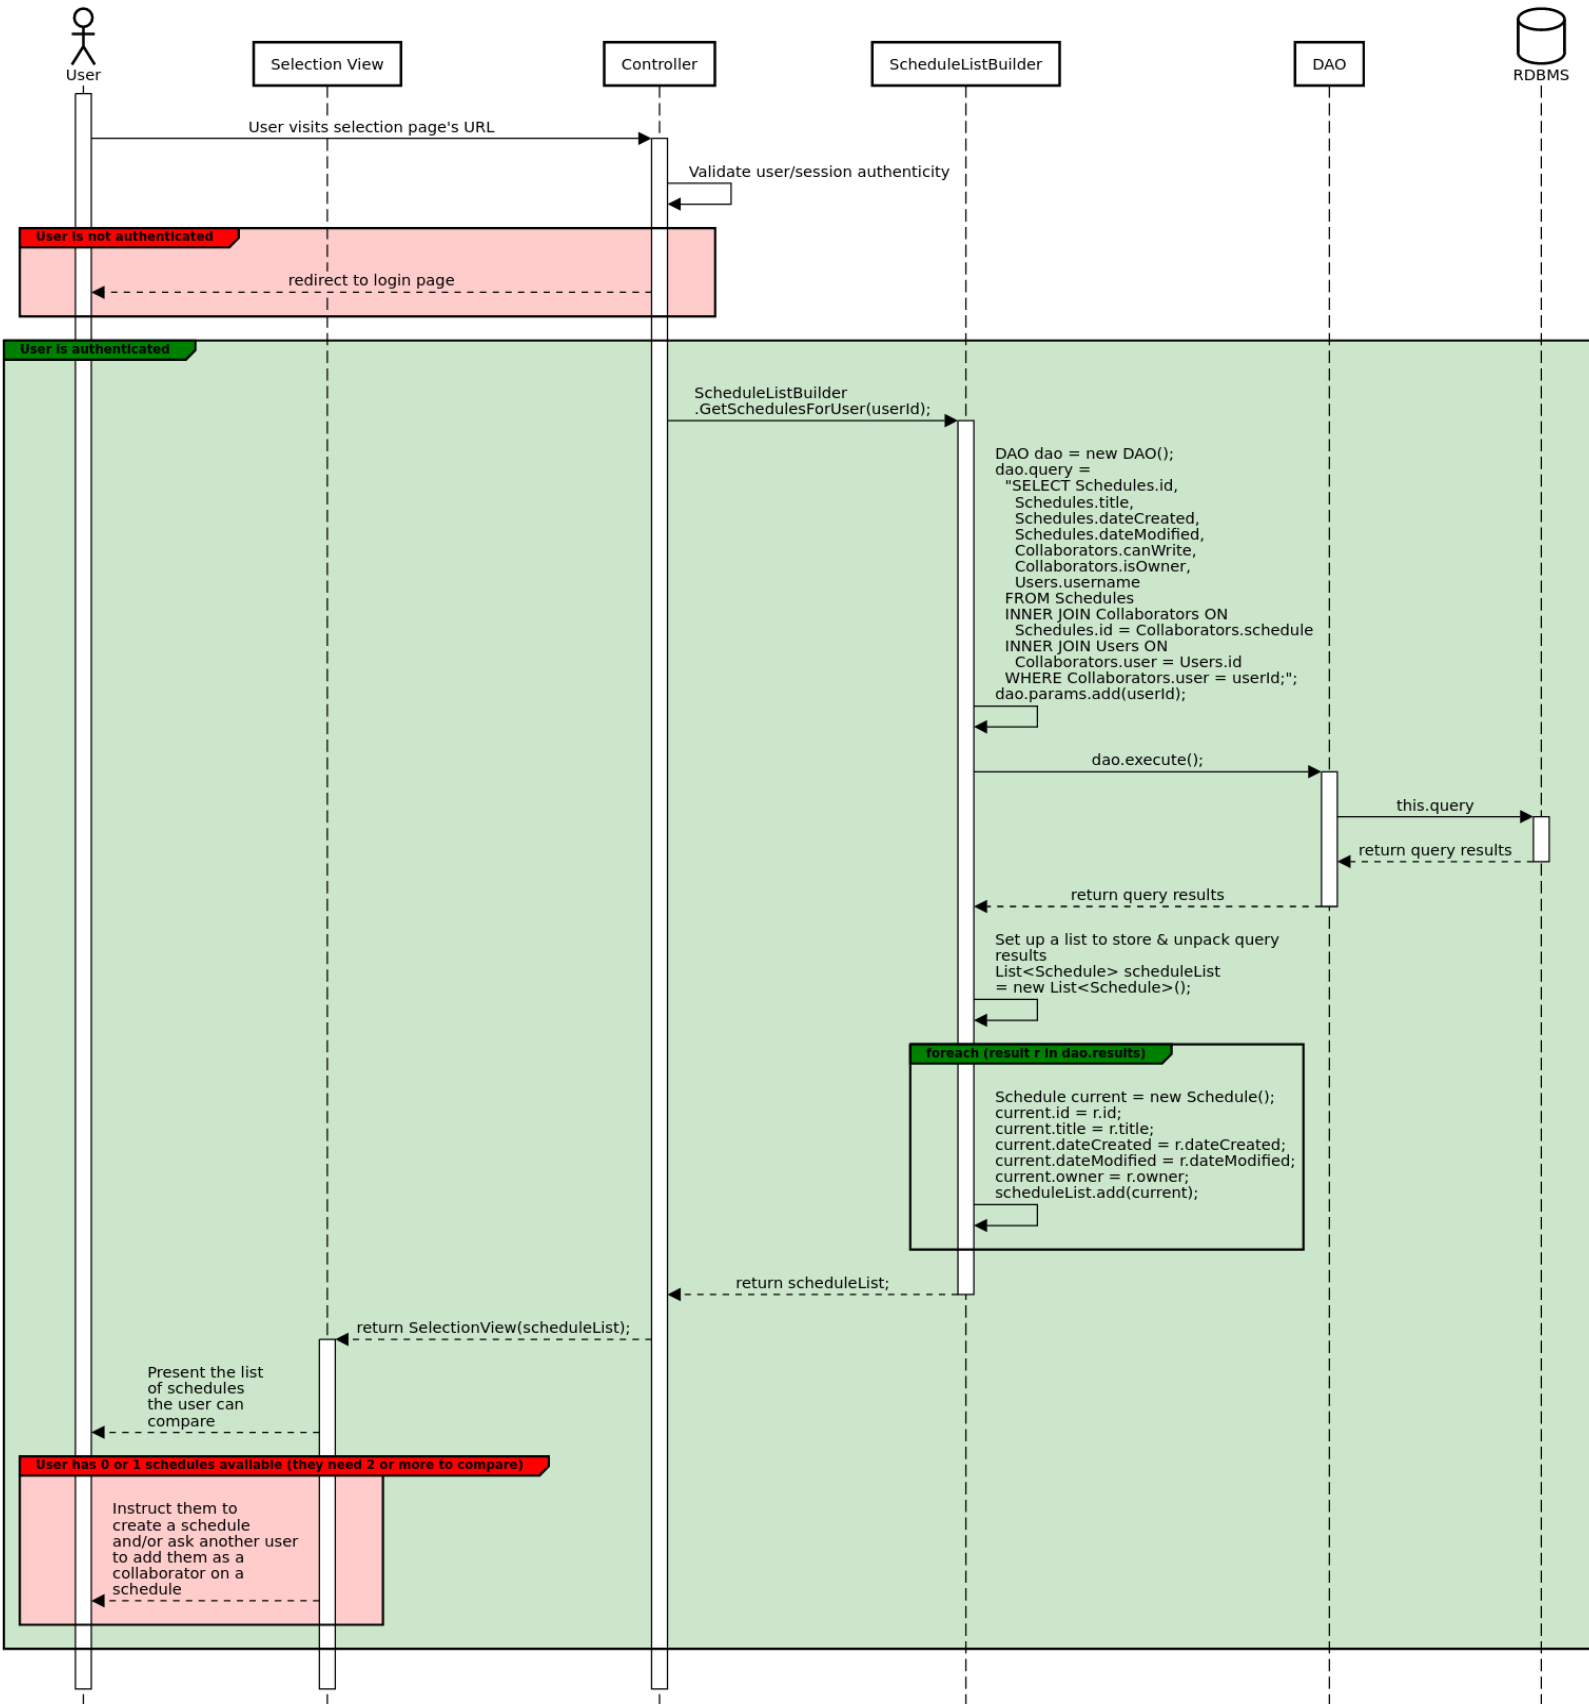 User
Selection View
Controller
ScheduleListBuilder
DAO
RDBMS
User visits selection page's URL
Validate user/session authenticity
User is not authenticated
redirect to login page
User is authenticated
ScheduleListBuilder
.GetSchedulesForUser(userId);
DAO dao = new DAO();
dao.query =
"SELECT Schedules.id,
Schedules.title,
Schedules.dateCreated,
Schedules.dateModified,
Collaborators.canWrite,
Collaborators.isOwner,
Users.username
FROM Schedules
INNER JOIN Collaborators ON
Schedules.id = Collaborators.schedule
INNER JOIN Users ON
Collaborators.user = Users.id
WHERE Collaborators.user = userId;";
dao.params.add(userId);
dao.execute();
this.query
return query results
return query results
Set up a list to store & unpack query
results
List<Schedule> scheduleList
= new List<Schedule>();
foreach (result r in dao.results)
Schedule current = new Schedule();
current.id = r.id;
current.title = r.title;
current.dateCreated = r.dateCreated;
current.dateModified = r.dateModified;
current.owner = r.owner;
scheduleList.add(current);
return scheduleList;
return SelectionView(scheduleList);
Present the list
of schedules
the user can
compare
User has 0 or 1 schedules available (they need 2 or more to compare)
Instruct them to
create a schedule
and/or ask another user
to add them as a
collaborator on a
schedule